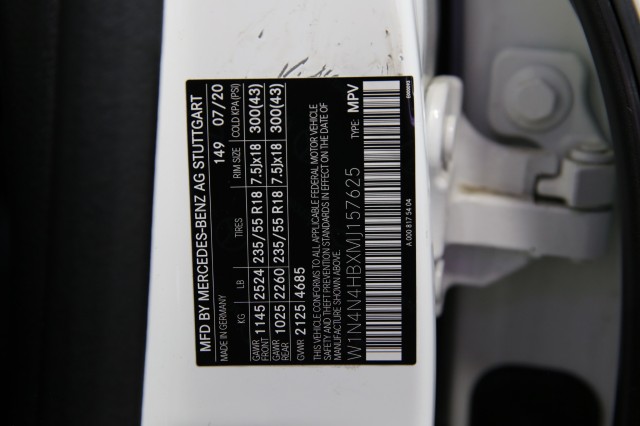 MFD BY MERCEDES-BENZ AG STUTTGART
MADE IN GERMANY 149 07/20
KG LB TIRES RIM SIZE COLD KPA (PSI)
GAWR FRONT 1145 2524 235/55 R18 7.5Jx18 300(43)
GAWR REAR 1025 2260 235/55 R18 7.5Jx18 300(43)
GVWR 2125 4685
THIS VEHICLE CONFORMS TO ALL APPLICABLE FEDERAL MOTOR VEHICLE
SAFETY AND THEFT PREVENTION STANDARDS IN EFFECT ON THE DATE OF
MANUFACTURE SHOWN ABOVE.
W1N4N4HBXMJ157625 TYPE: MPV
A 000 817 54 04